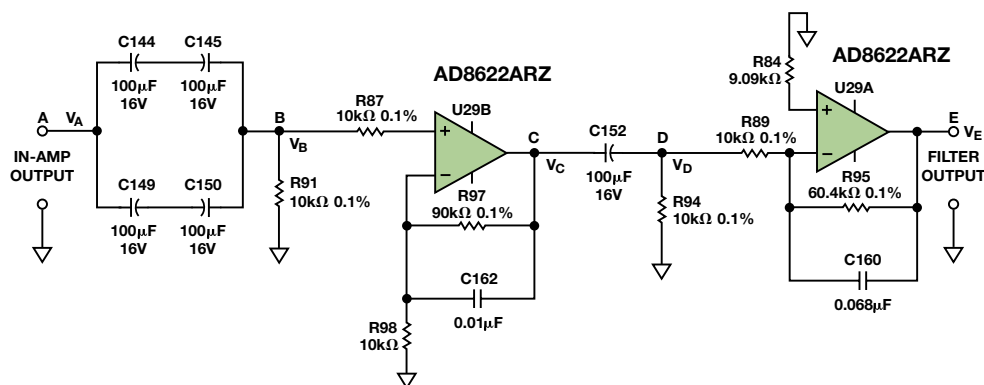 C144
100µF
16V
C145
100µF
16V
A
VA
IN-AMP
OUTPUT
C149
100µF
16V
C150
100µF
16V
B
VB
R91
10kΩ 0.1%
R87
10kΩ 0.1%
AD8622ARZ
U29B
+
–
R97
90kΩ 0.1%
C162
0.01µF
R98
10kΩ
C
VC
C152
100µF
16V
D
VD
R94
10kΩ 0.1%
R89
10kΩ 0.1%
R84
9.09kΩ
AD8622ARZ
U29A
+
–
R95
60.4kΩ 0.1%
C160
0.068µF
E
VE
FILTER
OUTPUT